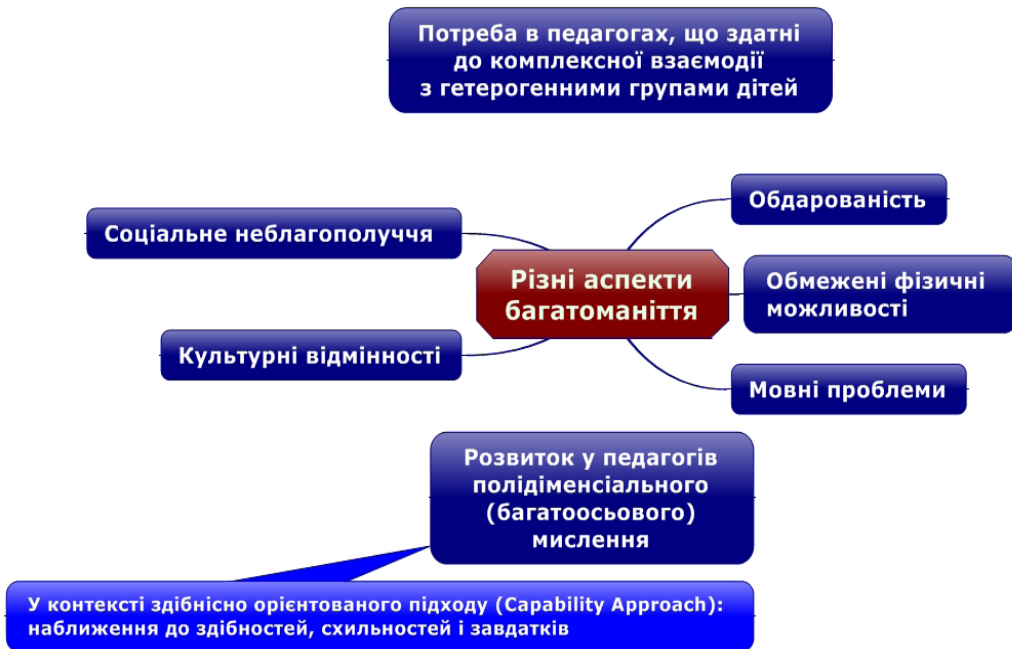 Потреба в педагогах, що здатні
до комплексної взаємодії
з гетерогенними групами дітей
Обдарованість
Соціальне неблагополуччя
Різні аспекти
багатоманіття
Обмежені фізичні
можливості
Культурні відмінності
Мовні проблеми
Розвиток у педагогів
полідіменсіального
(багатоосьового)
мислення
У контексті здібнісно орієнтованого підходу (Capability Approach):
наближення до здібностей, схильностей і завдатків